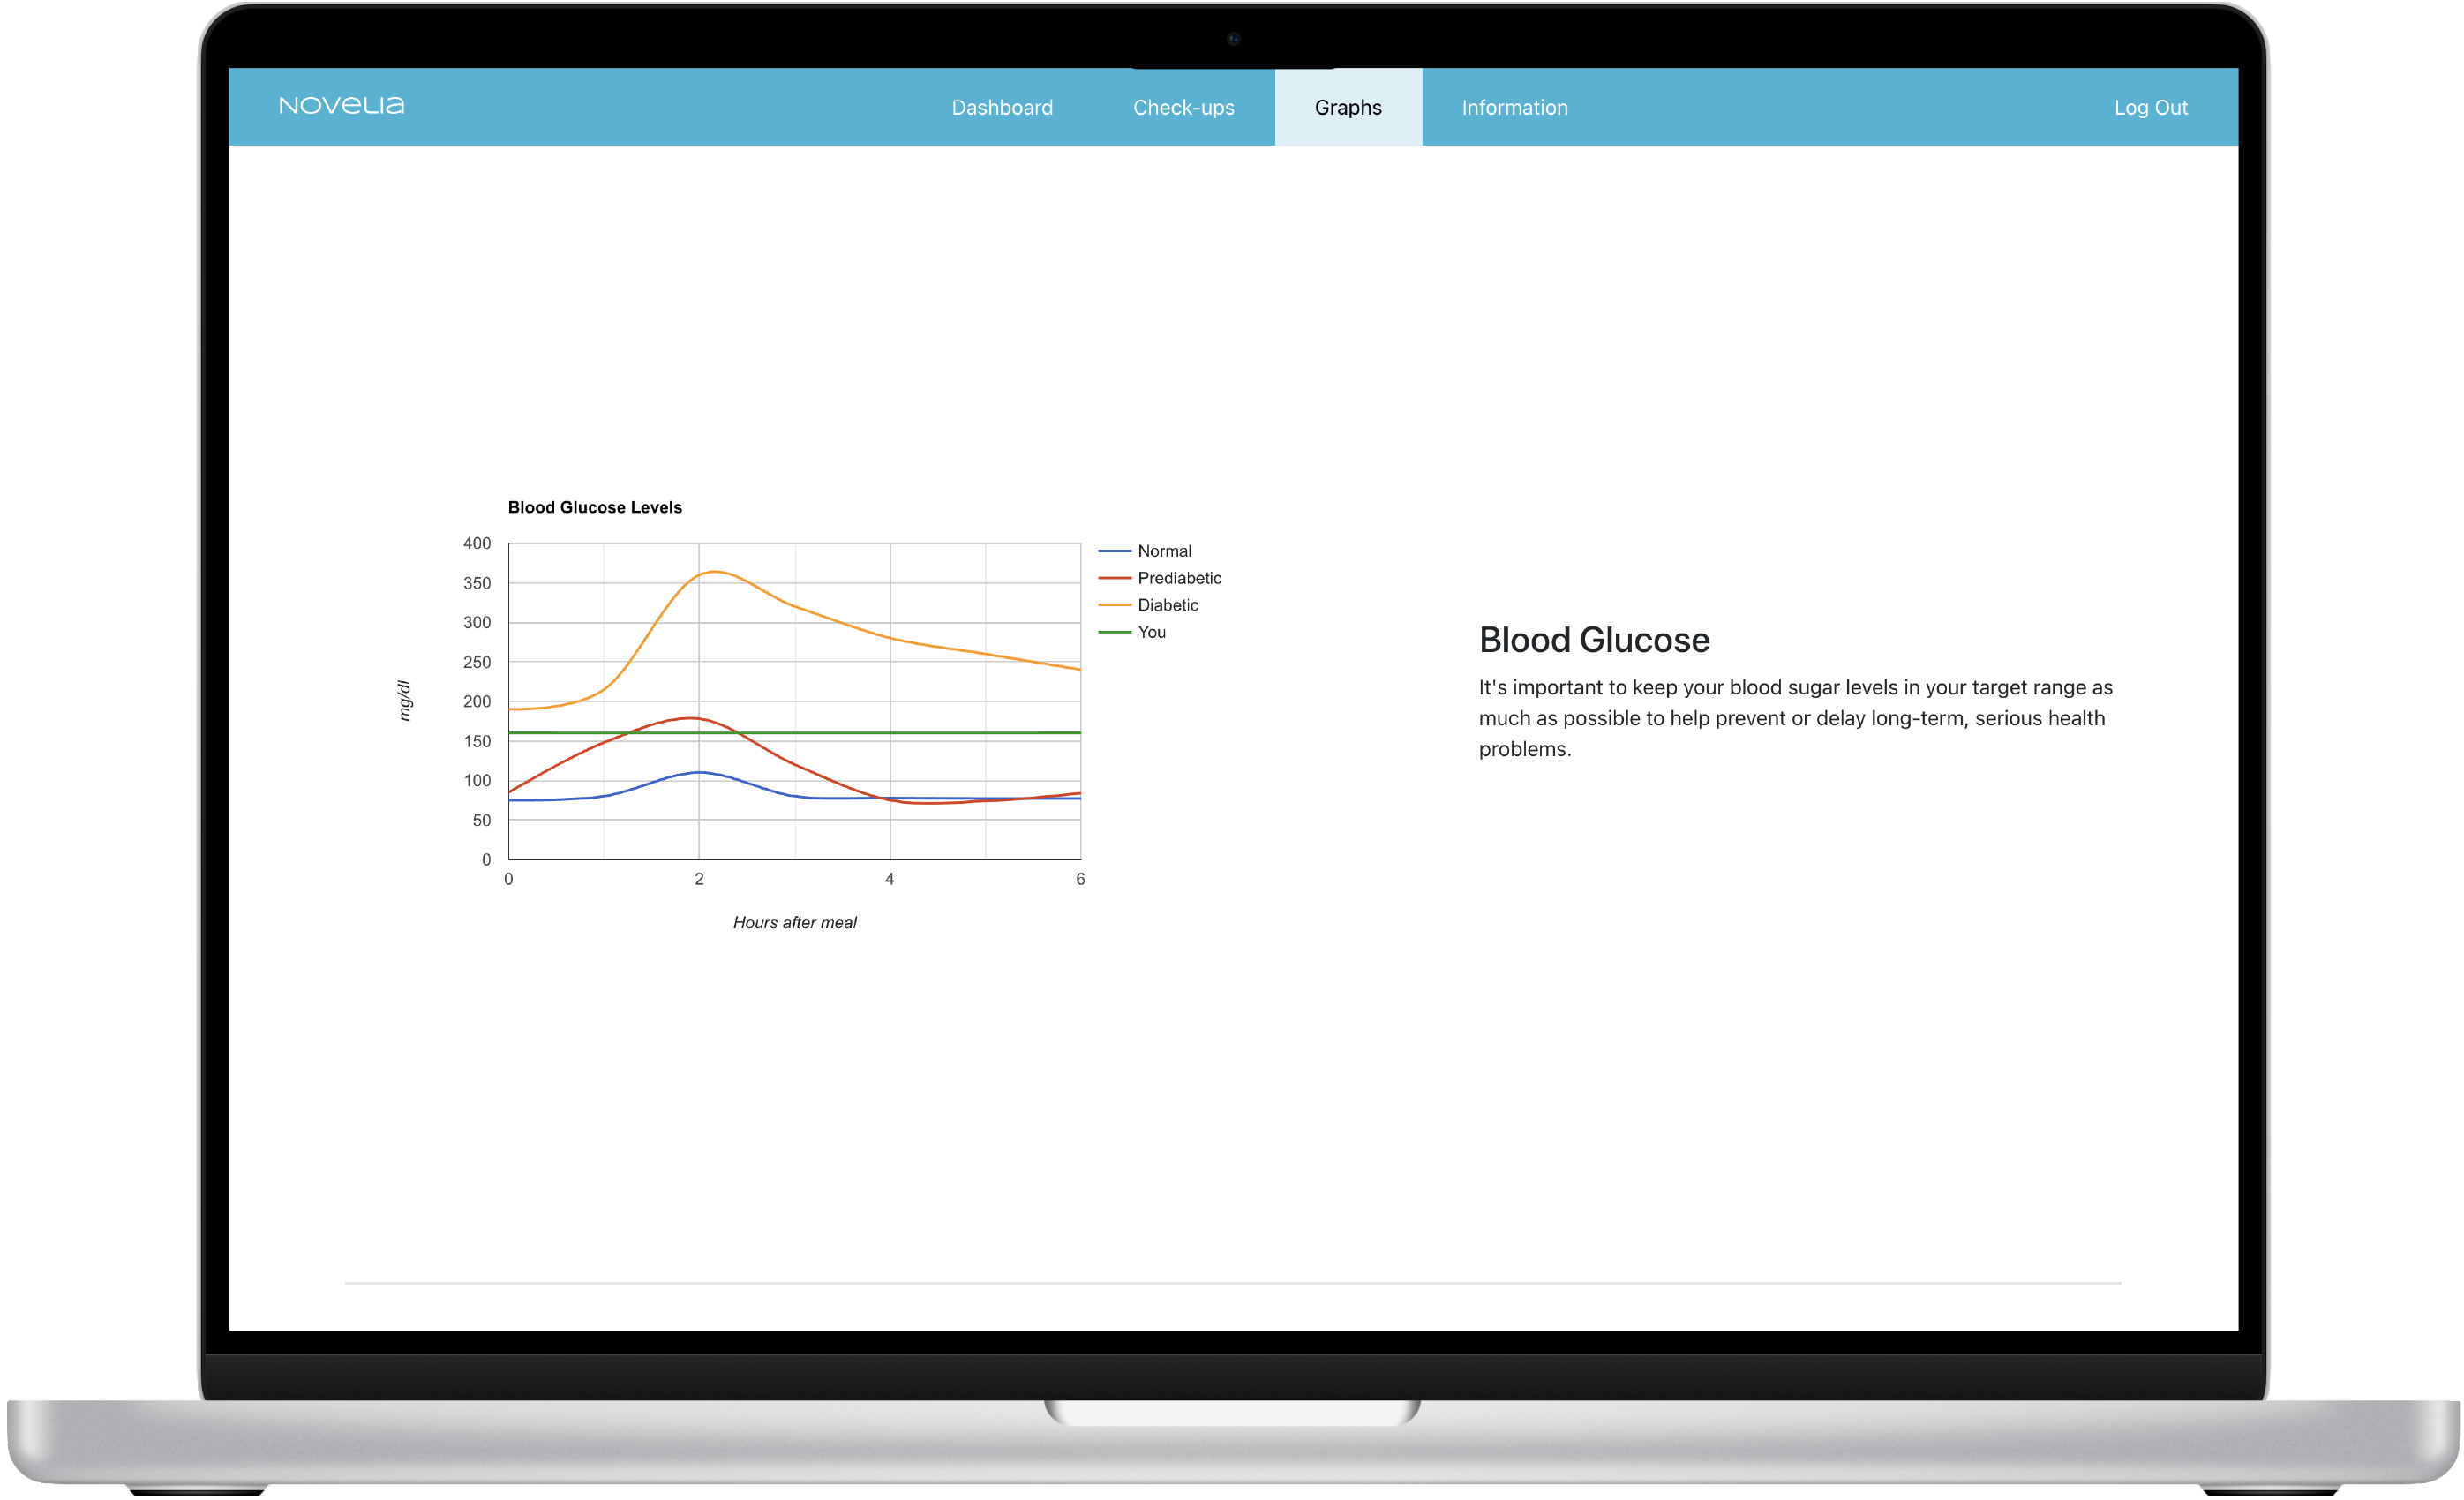 NOVELIA
Dashboard
Check-ups
Graphs
Information
Log Out
Blood Glucose Levels
400
350
300
250
200
150
100
50
0
mg/dl
0
2
4
6
Hours after meal
Normal
Prediabetic
Diabetic
You
Blood Glucose
It's important to keep your blood sugar levels in your target range as
much as possible to help prevent or delay long-term, serious health
problems.